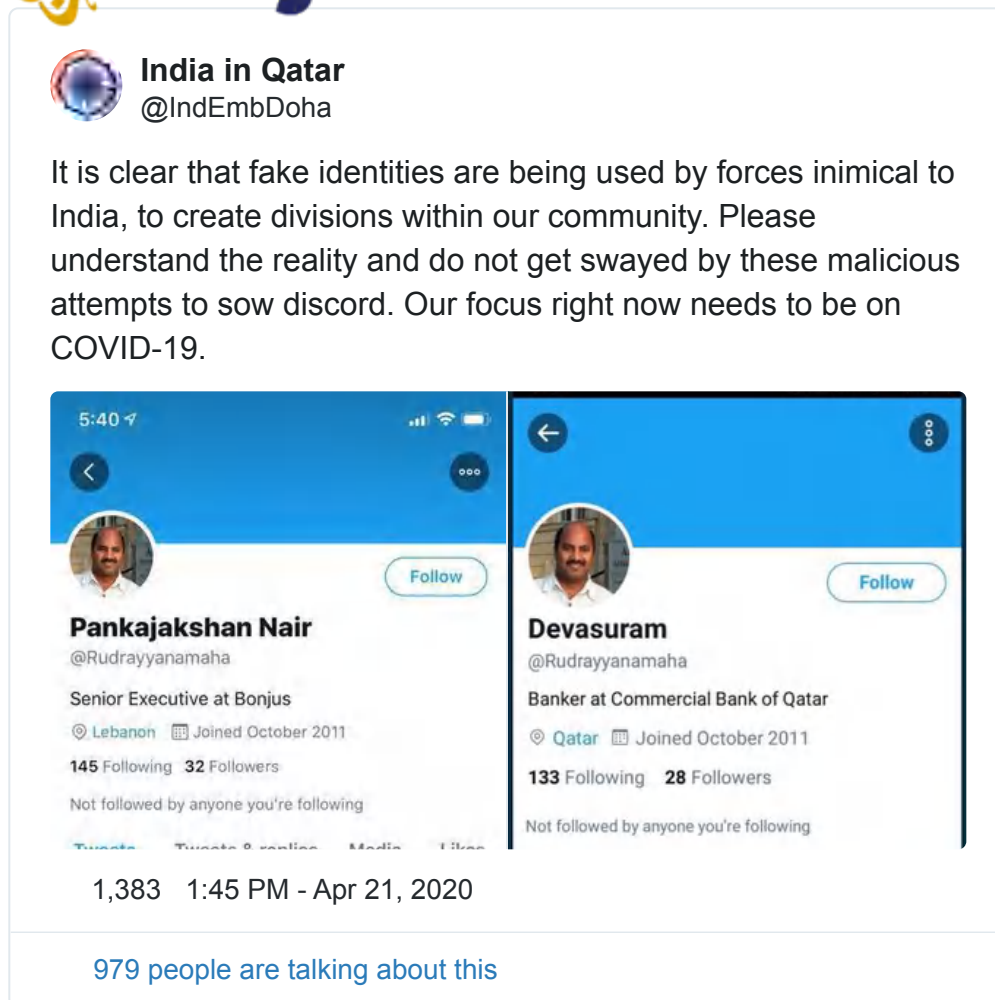 India in Qatar
@IndEmbDoha
It is clear that fake identities are being used by forces inimical to
India, to create divisions within our community. Please
understand the reality and do not get swayed by these malicious
attempts to sow discord. Our focus right now needs to be on
COVID-19.
5:40
Follow
Pankajakshan Nair
@Rudrayyanamaha
Senior Executive at Bonjus
Lebanon Joined October 2011
145 Following 32 Followers
Not followed by anyone you're following
Tweets Tweets & replies Media Likes
Follow
Devasuram
@Rudrayyanamaha
Banker at Commercial Bank of Qatar
Qatar Joined October 2011
133 Following 28 Followers
Not followed by anyone you're following
1,383 1:45 PM - Apr 21, 2020
979 people are talking about this